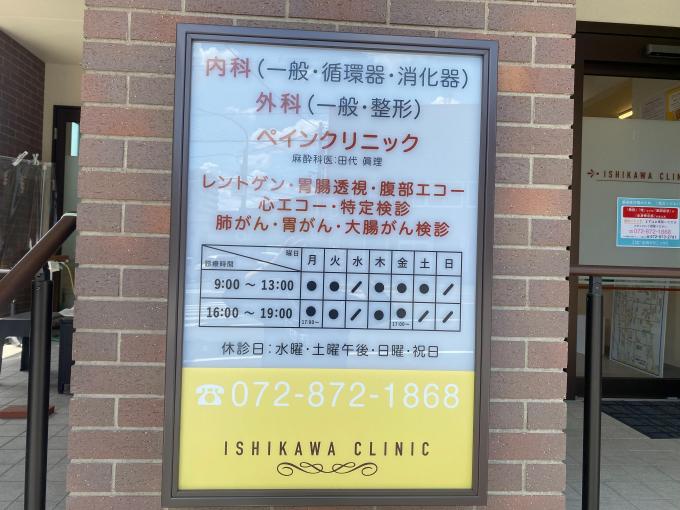 内科(一般・循環器・消化器)
外科(一般・整形)
ペインクリニック
麻酔科医:田代 眞理
レントゲン・胃腸透視・腹部エコー
心エコー・特定検診
肺がん・胃がん・大腸がん検診
診療時間 曜日 月 火 水 木 金 土 日
9:00 〜 13:00 ● ● / ● ● ● /
16:00 〜 19:00 ● ● / ● ● / /
17:00〜 17:00〜
休診日:水曜・土曜午後・日曜・祝日
☎072-872-1868
ISHIKAWA CLINIC
ISHIKAWA CLINIC
072-872-1868